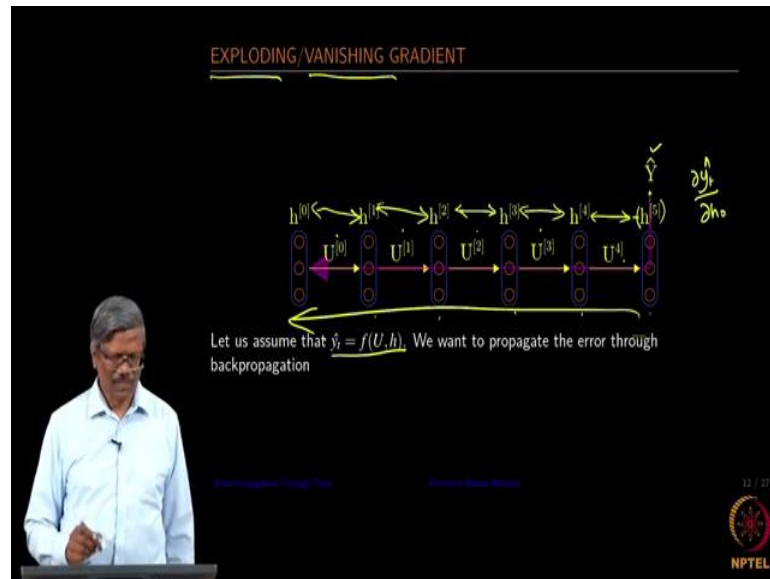 EXPLODING/VANISHING GRADIENT
Ŷ
∂ŷt
∂h0
h[0] h[1] h[2] h[3] h[4] (h[5])
U[0] U[1] U[2] U[3] U4]
Let us assume that ŷt = f(U,h). We want to propagate the error through
backpropagation
12 / 27
NPTEL